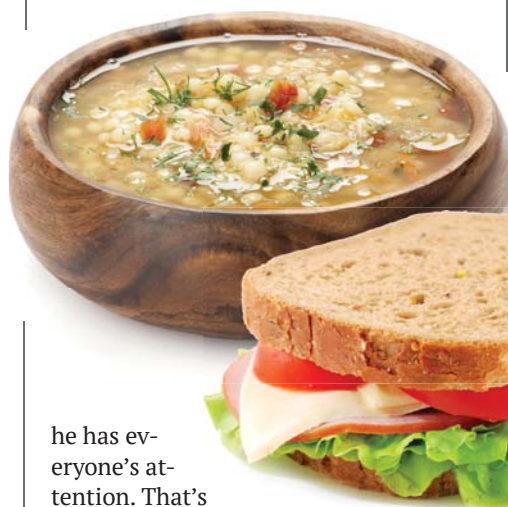 he has ev-
eryone’s at-
tention. That’s